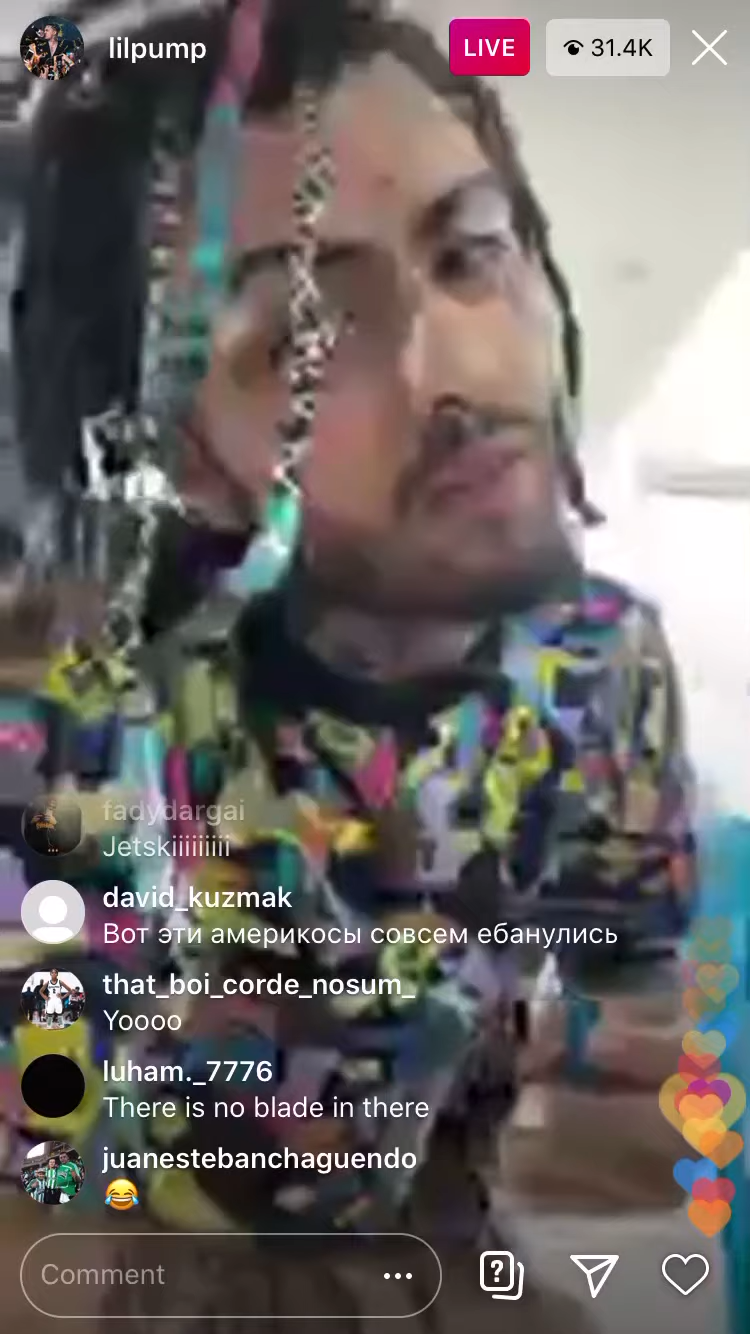 lilpump
LIVE
31.4K
fadydargai
Jetskiiiiiiiii
david_kuzmak
Вот эти америкосы совсем ебанулись
that_boi_corde_nosum_
Yoooo
luham._7776
There is no blade in there
juanestebanchaguendo
😂
Comment